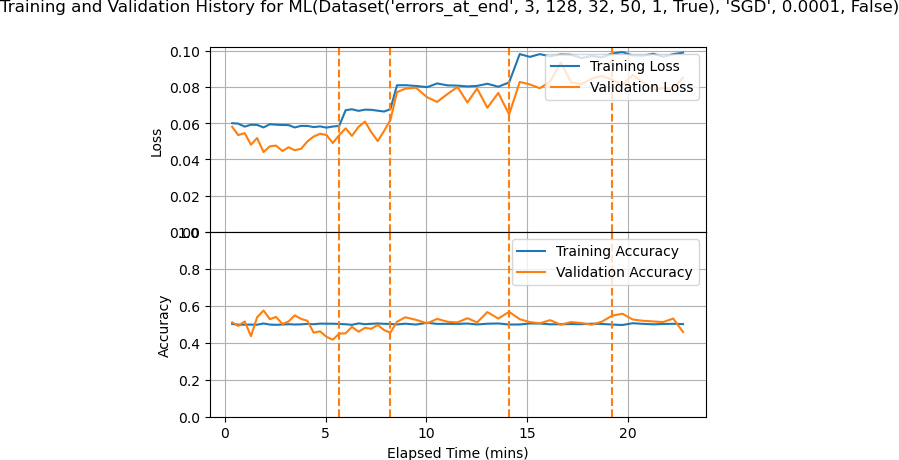 Training and Validation History for ML(Dataset('errors_at_end', 3, 128, 32, 50, 1, True), 'SGD', 0.0001, False)
0.10
0.08
0.06
0.04
0.02
0.00
Loss
Training Loss
Validation Loss
1.0
0.8
0.6
0.4
0.2
0.0
Accuracy
Training Accuracy
Validation Accuracy
0 5 10 15 20
Elapsed Time (mins)